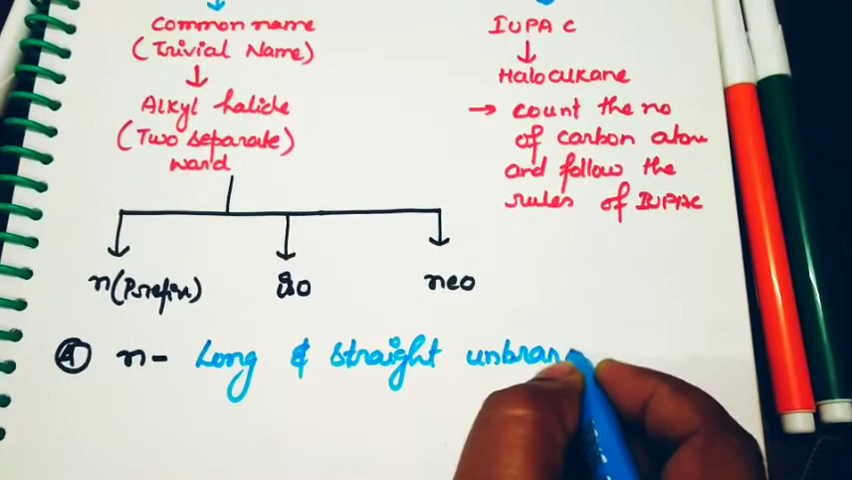 Common name
(Trivial Name)
Alkyl halide
(Two separate)
word
IUPAC
Haloalkane
→ count the no
of carbon atom
and follow the
rules of IUPAC
n(Prefix)
iso
neo
A n- Long & straight unbran